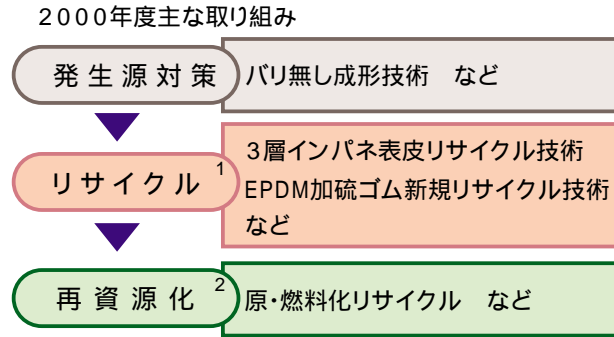 2000年度主な取り組み
発生源対策 バリ無し成形技術　など
リサイクル 1
3層インパネ表皮リサイクル技術
EPDM加硫ゴム新規リサイクル技術
など
再資源化 2 原・燃料化リサイクル　など